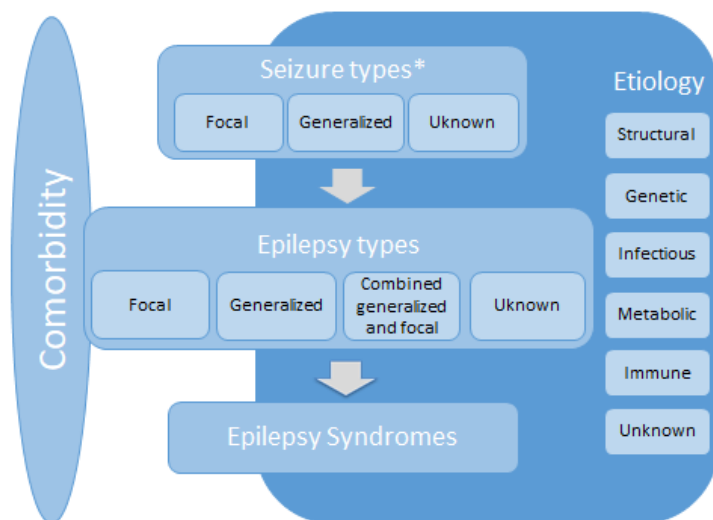 Comorbidity
Seizure types*
Focal
Generalized
Uknown
Epilepsy types
Focal
Generalized
Combined
generalized
and focal
Uknown
Epilepsy Syndromes
Etiology
Structural
Genetic
Infectious
Metabolic
Immune
Unknown